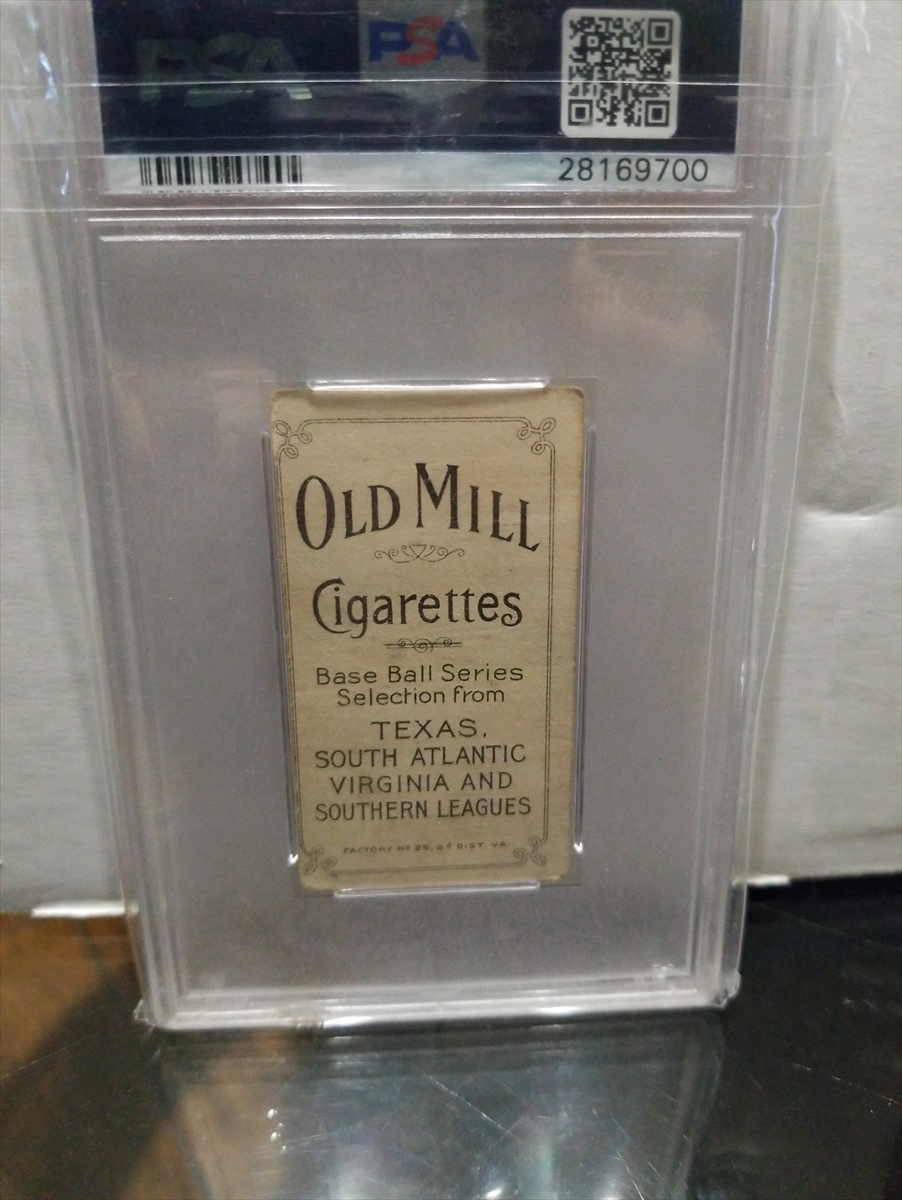 PSA PSA
28169700
OLD MILL
Cigarettes
Base Ball Series
Selection from
TEXAS,
SOUTH ATLANTIC
VIRGINIA AND
SOUTHERN LEAGUES
FACTORY Nº 25, 2d DIST. VA